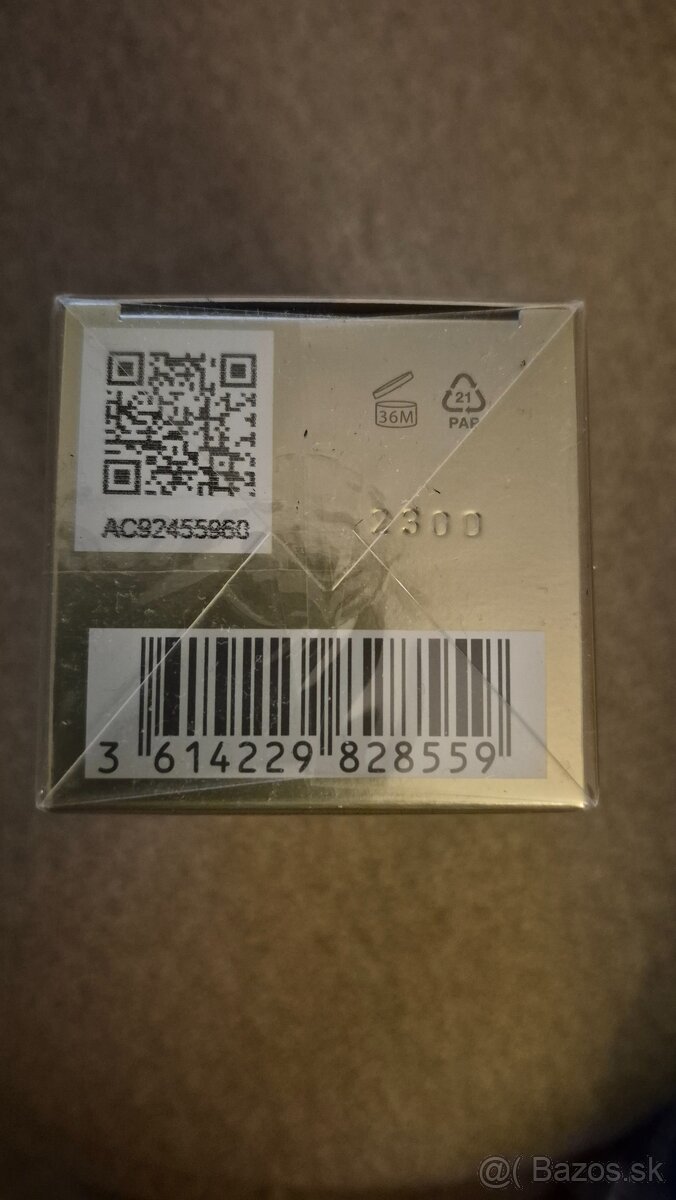 36M
21
PAP
AC92455960
2300
3 614229 828559
@( Bazos.sk